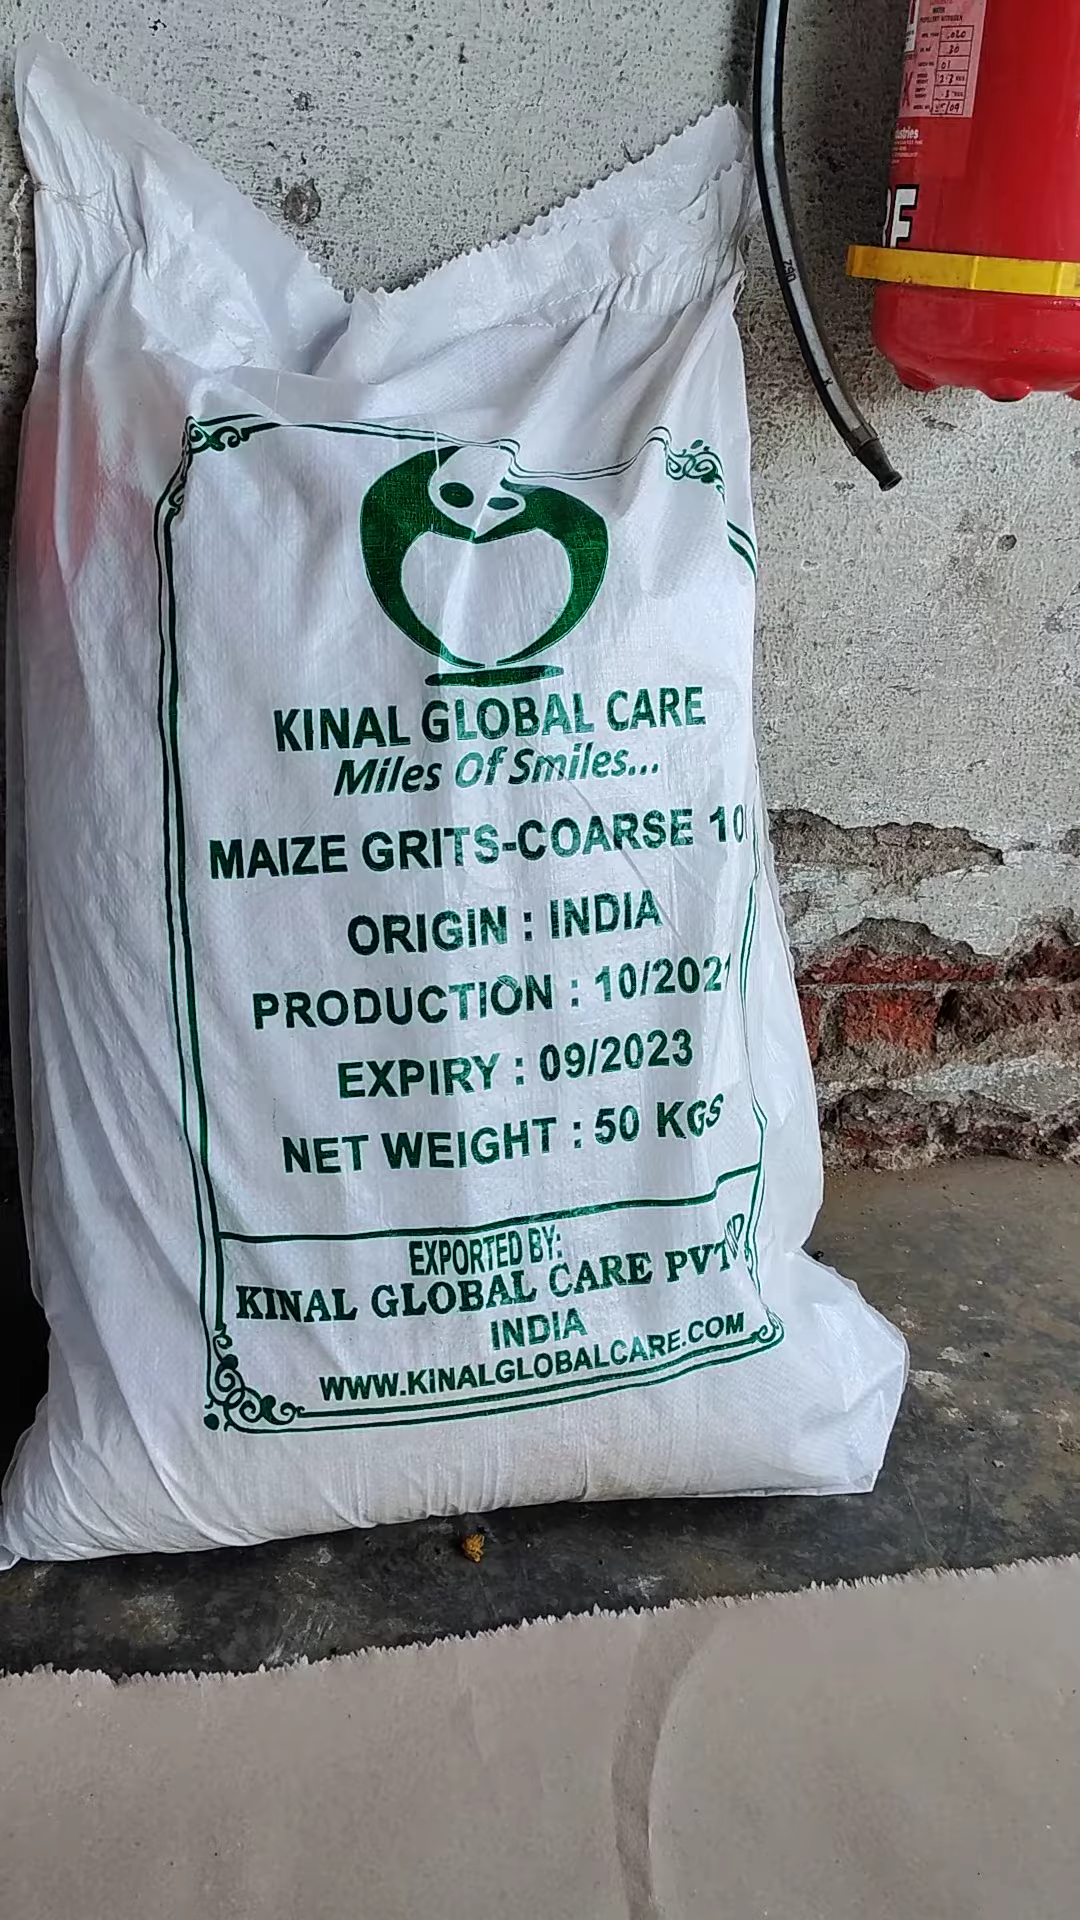 KINAL GLOBAL CARE
Miles Of Smiles...
MAIZE GRITS-COARSE 10
ORIGIN : INDIA
PRODUCTION : 10/2021
EXPIRY : 09/2023
NET WEIGHT : 50 KGS
EXPORTED BY:
KINAL GLOBAL CARE PVT
INDIA
WWW.KINALGLOBALCARE.COM